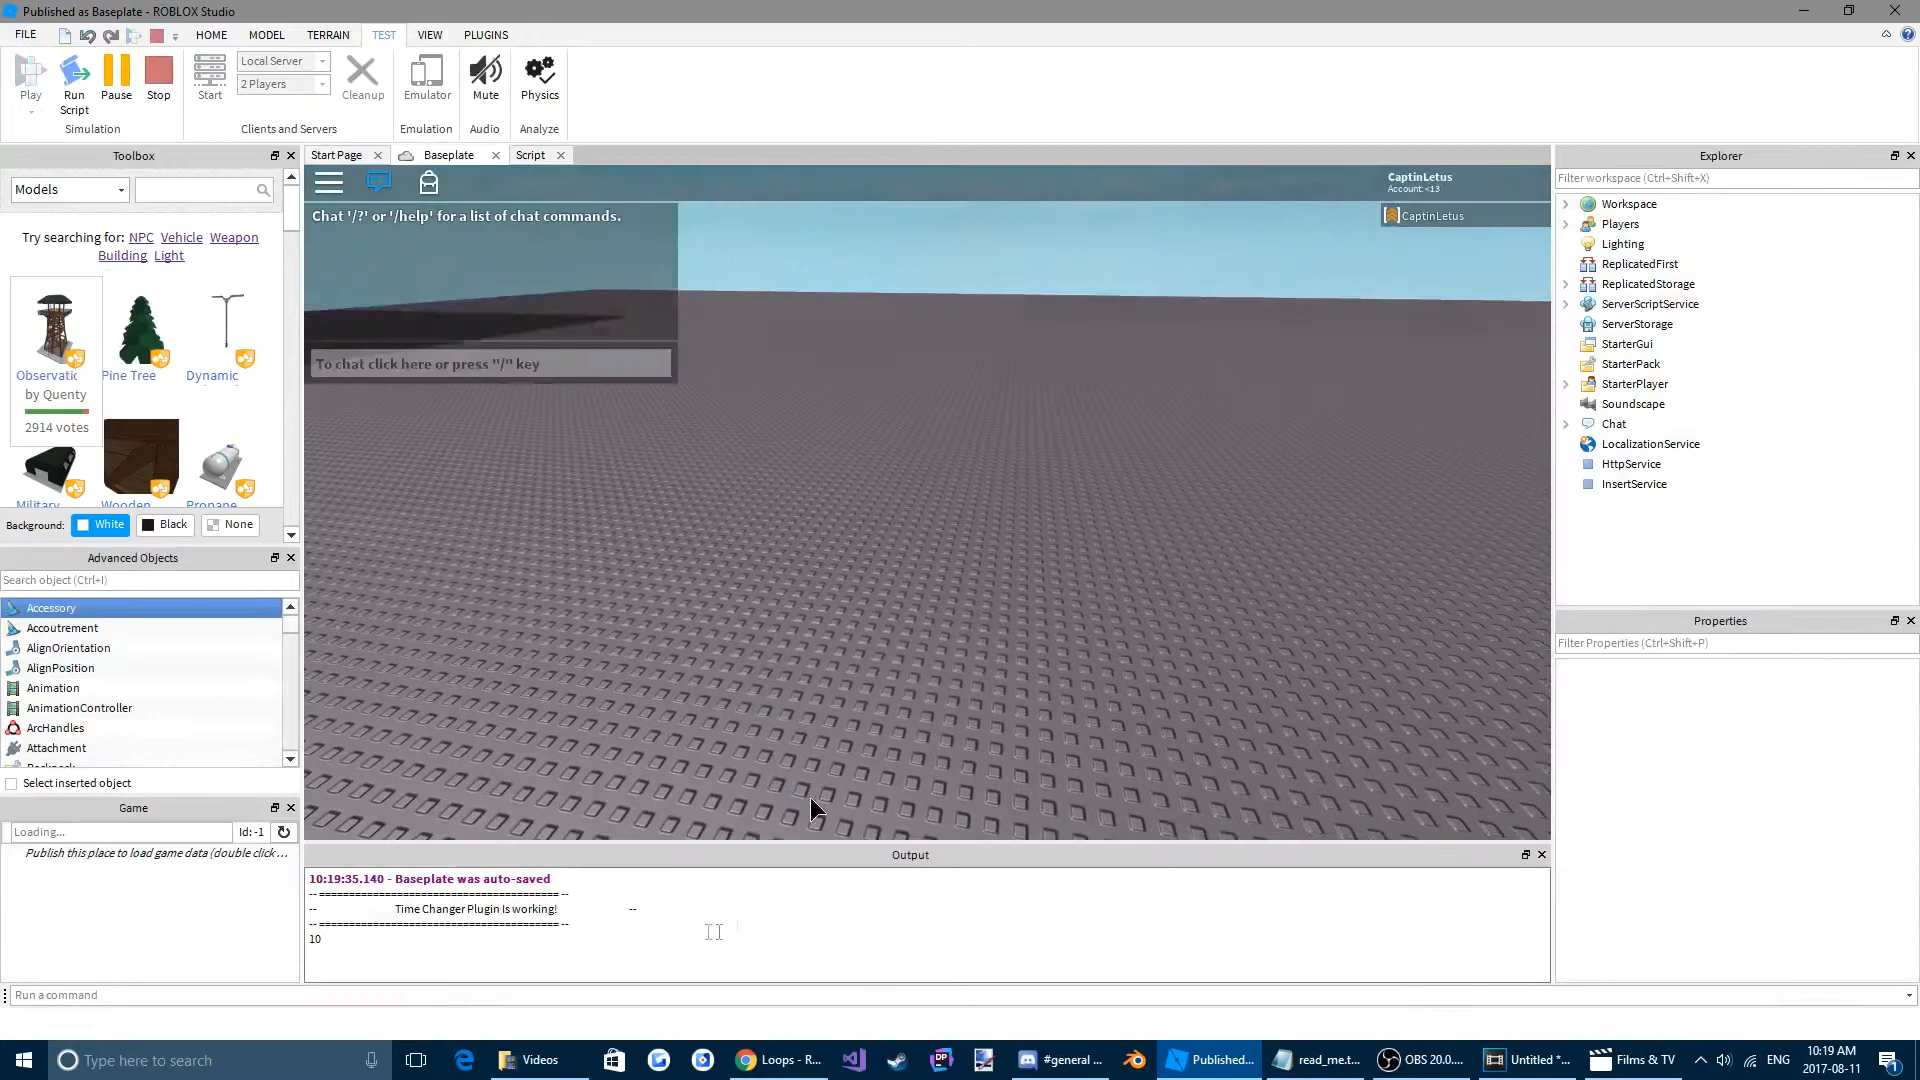 Published as Baseplate - ROBLOX Studio
FILE
HOME
MODEL
TERRAIN
TEST
VIEW
PLUGINS
Play
Run Script
Pause
Stop
Simulation
Start
Local Server
2 Players
Cleanup
Clients and Servers
Emulator
Emulation
Mute
Audio
Physics
Analyze
Toolbox
Models
Try searching for: NPC Vehicle Weapon
Building Light
Observatic
Pine Tree
Dynamic
by Quenty
2914 votes
Military
Wooden
Propane
Background: White Black None
Advanced Objects
Search object (Ctrl+I)
Accessory
Accoutrement
AlignOrientation
AlignPosition
Animation
AnimationController
ArcHandles
Attachment
Select inserted object
Game
Loading...
Id: -1
Publish this place to load game data (double click ...
Start Page
Baseplate
Script
Chat '/?' or '/help' for a list of chat commands.
To chat click here or press "/" key
CaptinLetus
Account: <13
CaptinLetus
Output
10:19:35.140 - Baseplate was auto-saved
-- ======================================== --
-- Time Changer Plugin Is working! --
-- ======================================== --
10
Explorer
Filter workspace (Ctrl+Shift+X)
Workspace
Players
Lighting
ReplicatedFirst
ReplicatedStorage
ServerScriptService
ServerStorage
StarterGui
StarterPack
StarterPlayer
Soundscape
Chat
LocalizationService
HttpService
InsertService
Properties
Filter Properties (Ctrl+Shift+P)
Run a command
Type here to search
Videos
Loops - R...
#general ...
Published...
read_me.t...
OBS 20.0....
Untitled *...
Films & TV
ENG
10:19 AM
2017-08-11